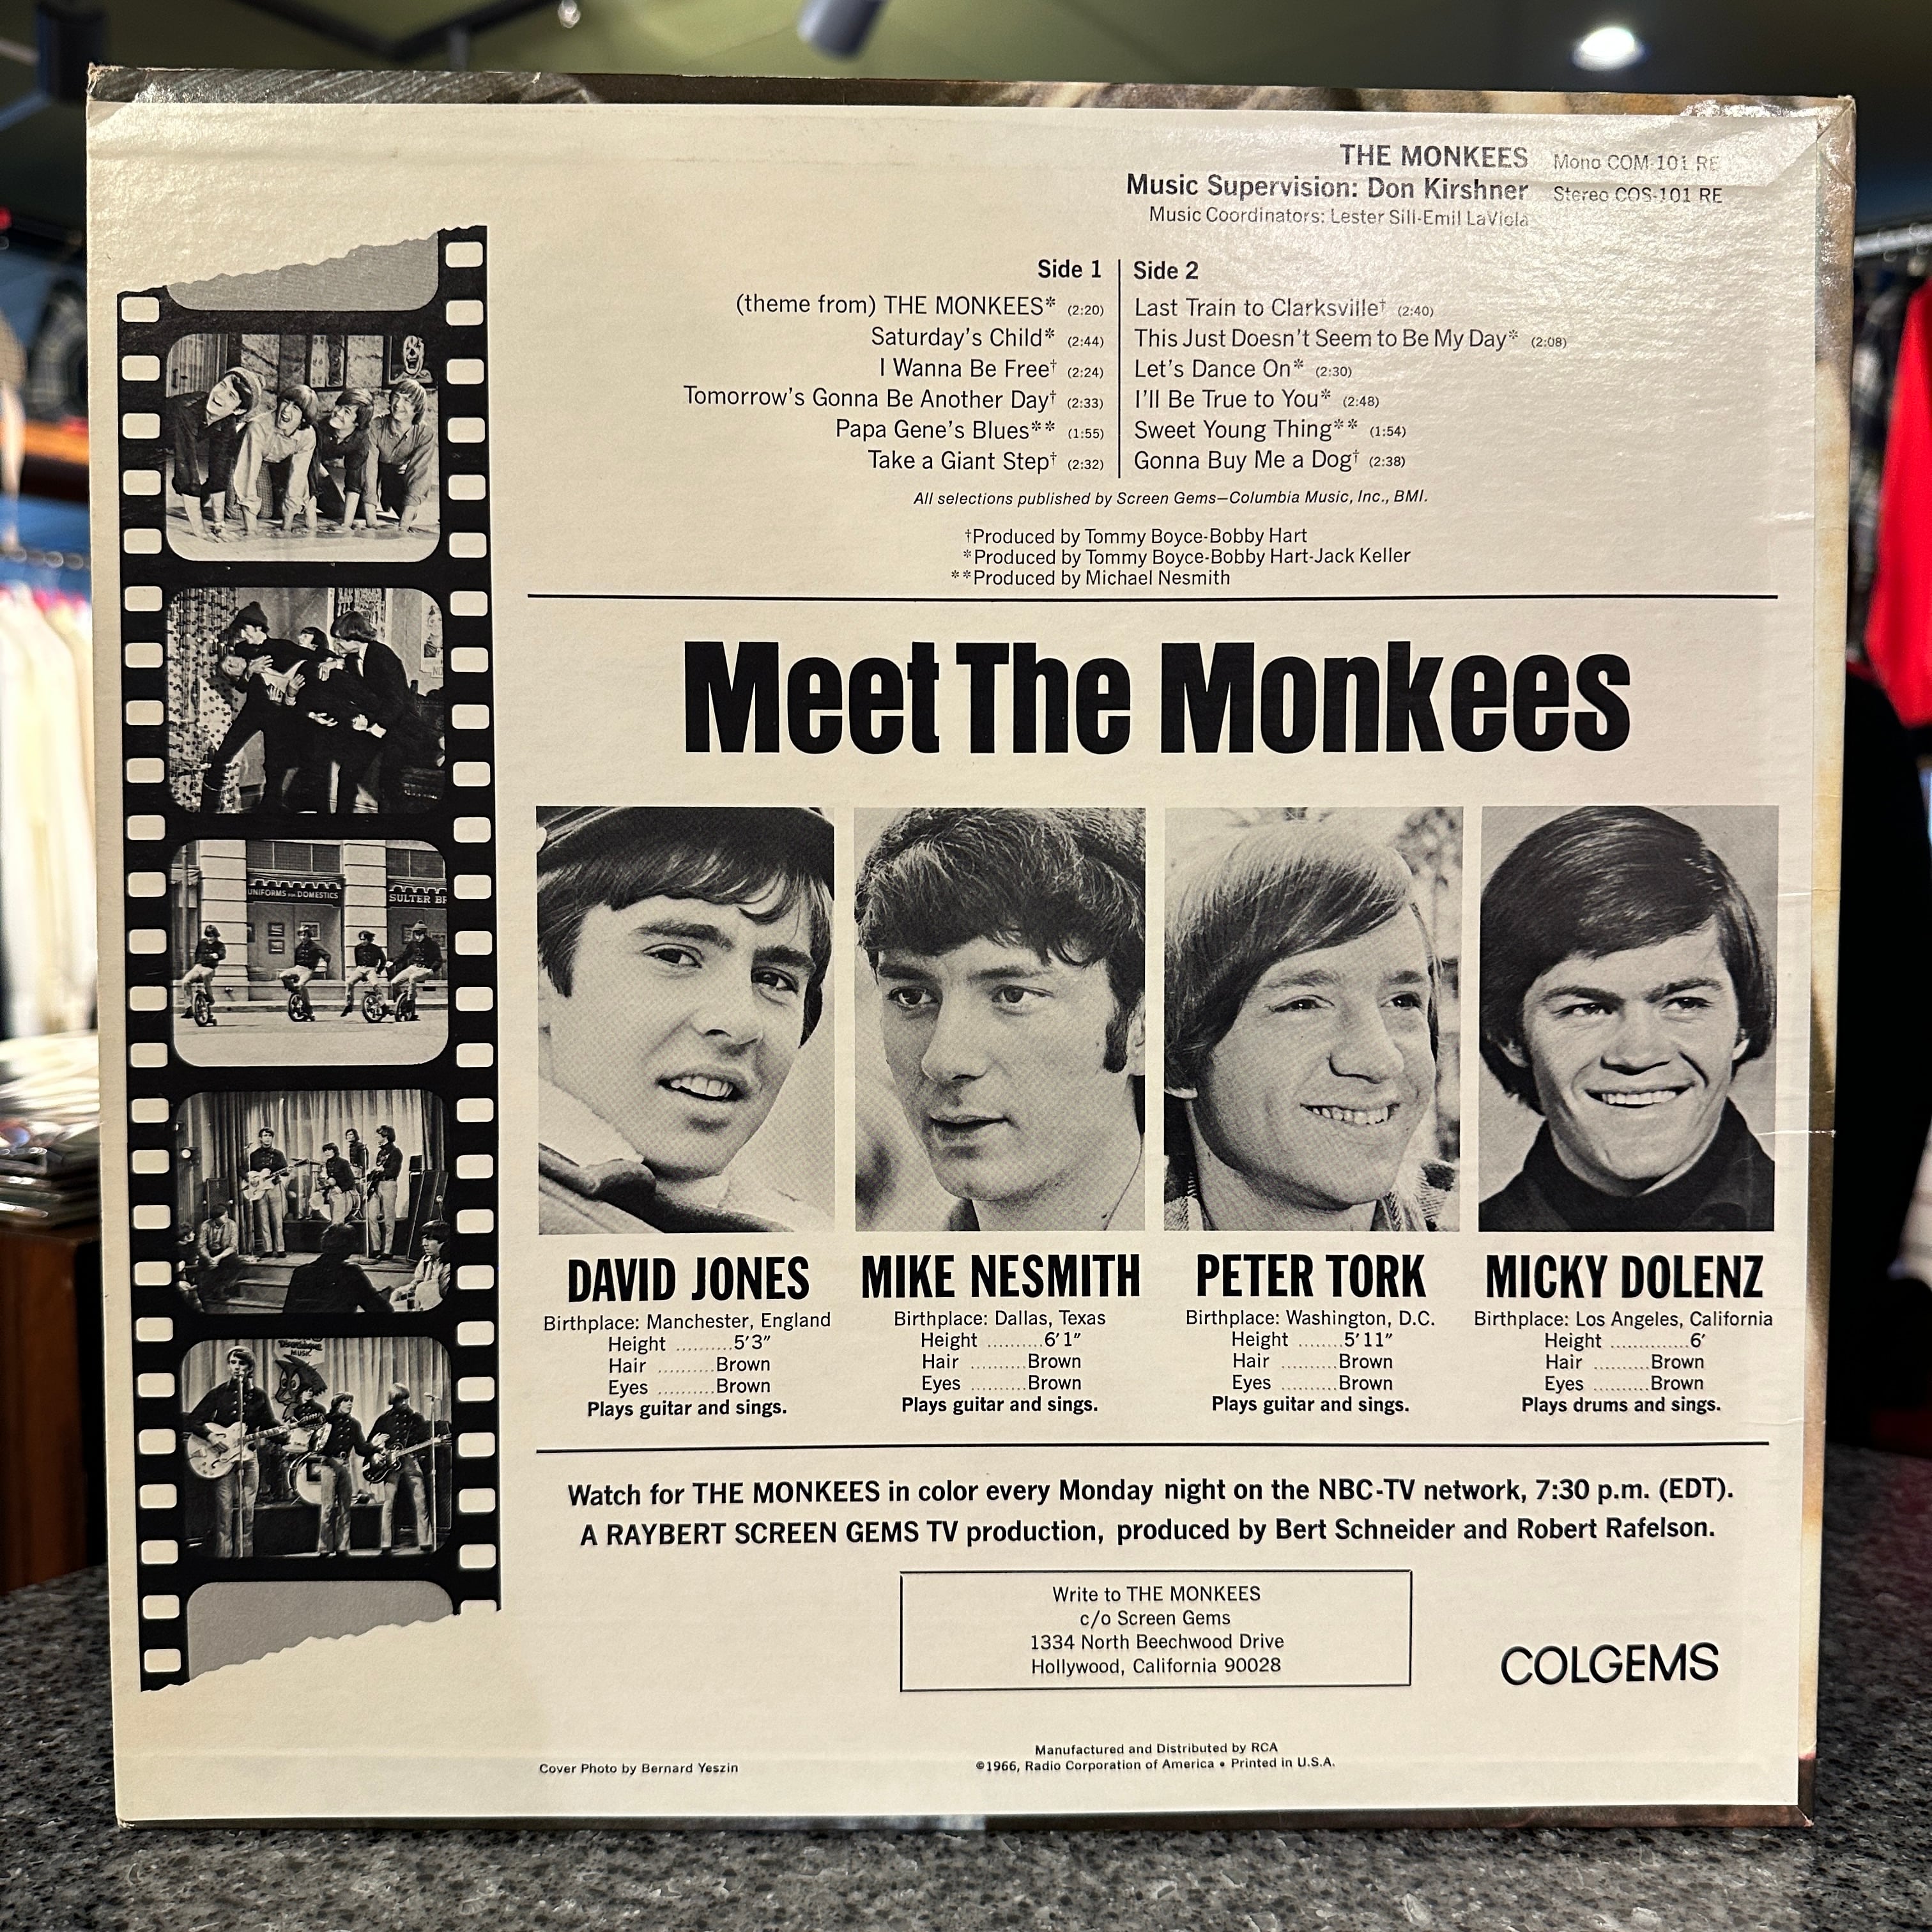 THE MONKEES Mono COM-101 RE
Music Supervision: Don Kirshner Stereo COS-101 RE
Music Coordinators: Lester Sill-Emil LaViola
Side 1
(theme from) THE MONKEES* (2:20)
Saturday's Child* (2:44)
I Wanna Be Free† (2:24)
Tomorrow's Gonna Be Another Day† (2:33)
Papa Gene's Blues** (1:55)
Take a Giant Step† (2:32)
Side 2
Last Train to Clarksville† (2:40)
This Just Doesn't Seem to Be My Day* (2:08)
Let's Dance On* (2:30)
I'll Be True to You* (2:48)
Sweet Young Thing** (1:54)
Gonna Buy Me a Dog† (2:38)
All selections published by Screen Gems—Columbia Music, Inc., BMI.
†Produced by Tommy Boyce-Bobby Hart
*Produced by Tommy Boyce-Bobby Hart-Jack Keller
**Produced by Michael Nesmith
Meet The Monkees
UNIFORMS FOR DOMESTICS
SULTER BR
MUSIC
DAVID JONES
Birthplace: Manchester, England
Height ..........5'3"
Hair ..........Brown
Eyes ..........Brown
Plays guitar and sings.
MIKE NESMITH
Birthplace: Dallas, Texas
Height ..........6'1"
Hair ..........Brown
Eyes ..........Brown
Plays guitar and sings.
PETER TORK
Birthplace: Washington, D.C.
Height ........5'11"
Hair ..........Brown
Eyes ..........Brown
Plays guitar and sings.
MICKY DOLENZ
Birthplace: Los Angeles, California
Height ..............6'
Hair ..........Brown
Eyes ..........Brown
Plays drums and sings.
Watch for THE MONKEES in color every Monday night on the NBC-TV network, 7:30 p.m. (EDT).
A RAYBERT SCREEN GEMS TV production, produced by Bert Schneider and Robert Rafelson.
Write to THE MONKEES
c/o Screen Gems
1334 North Beechwood Drive
Hollywood, California 90028
COLGEMS
Cover Photo by Bernard Yeszin
Manufactured and Distributed by RCA
©1966, Radio Corporation of America • Printed in U.S.A.